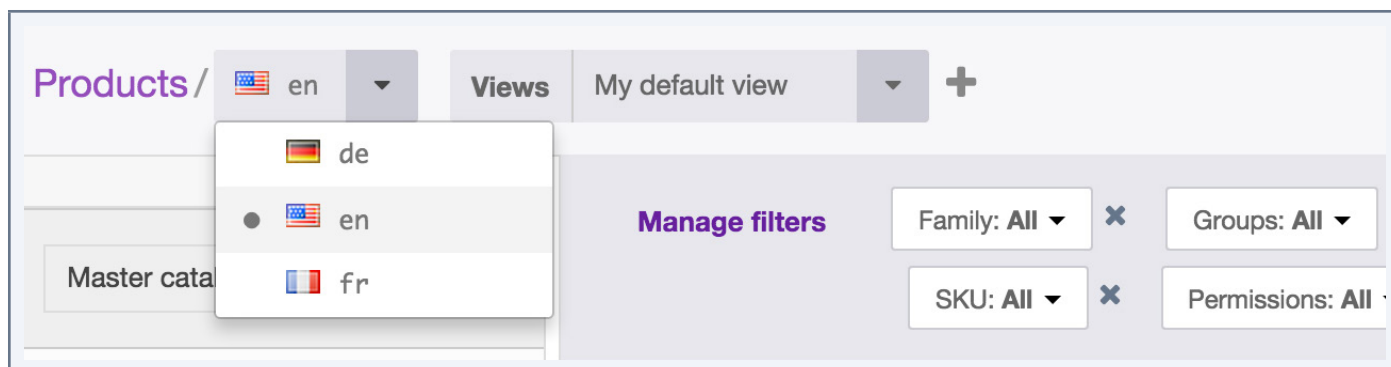 Products / en Views My default view
de
en
fr
Manage filters Family: All Groups: All
Master catal
SKU: All Permissions: All